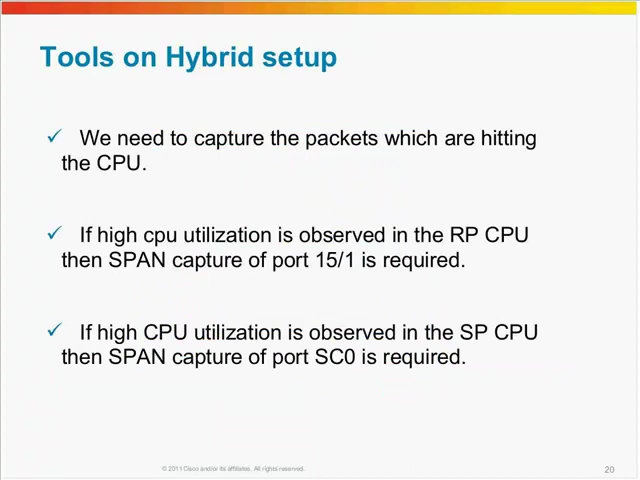 Tools on Hybrid setup
✓ We need to capture the packets which are hitting
the CPU.
✓ If high cpu utilization is observed in the RP CPU
then SPAN capture of port 15/1 is required.
✓ If high CPU utilization is observed in the SP CPU
then SPAN capture of port SC0 is required.
© 2011 Cisco and/or its affiliates. All rights reserved.
20